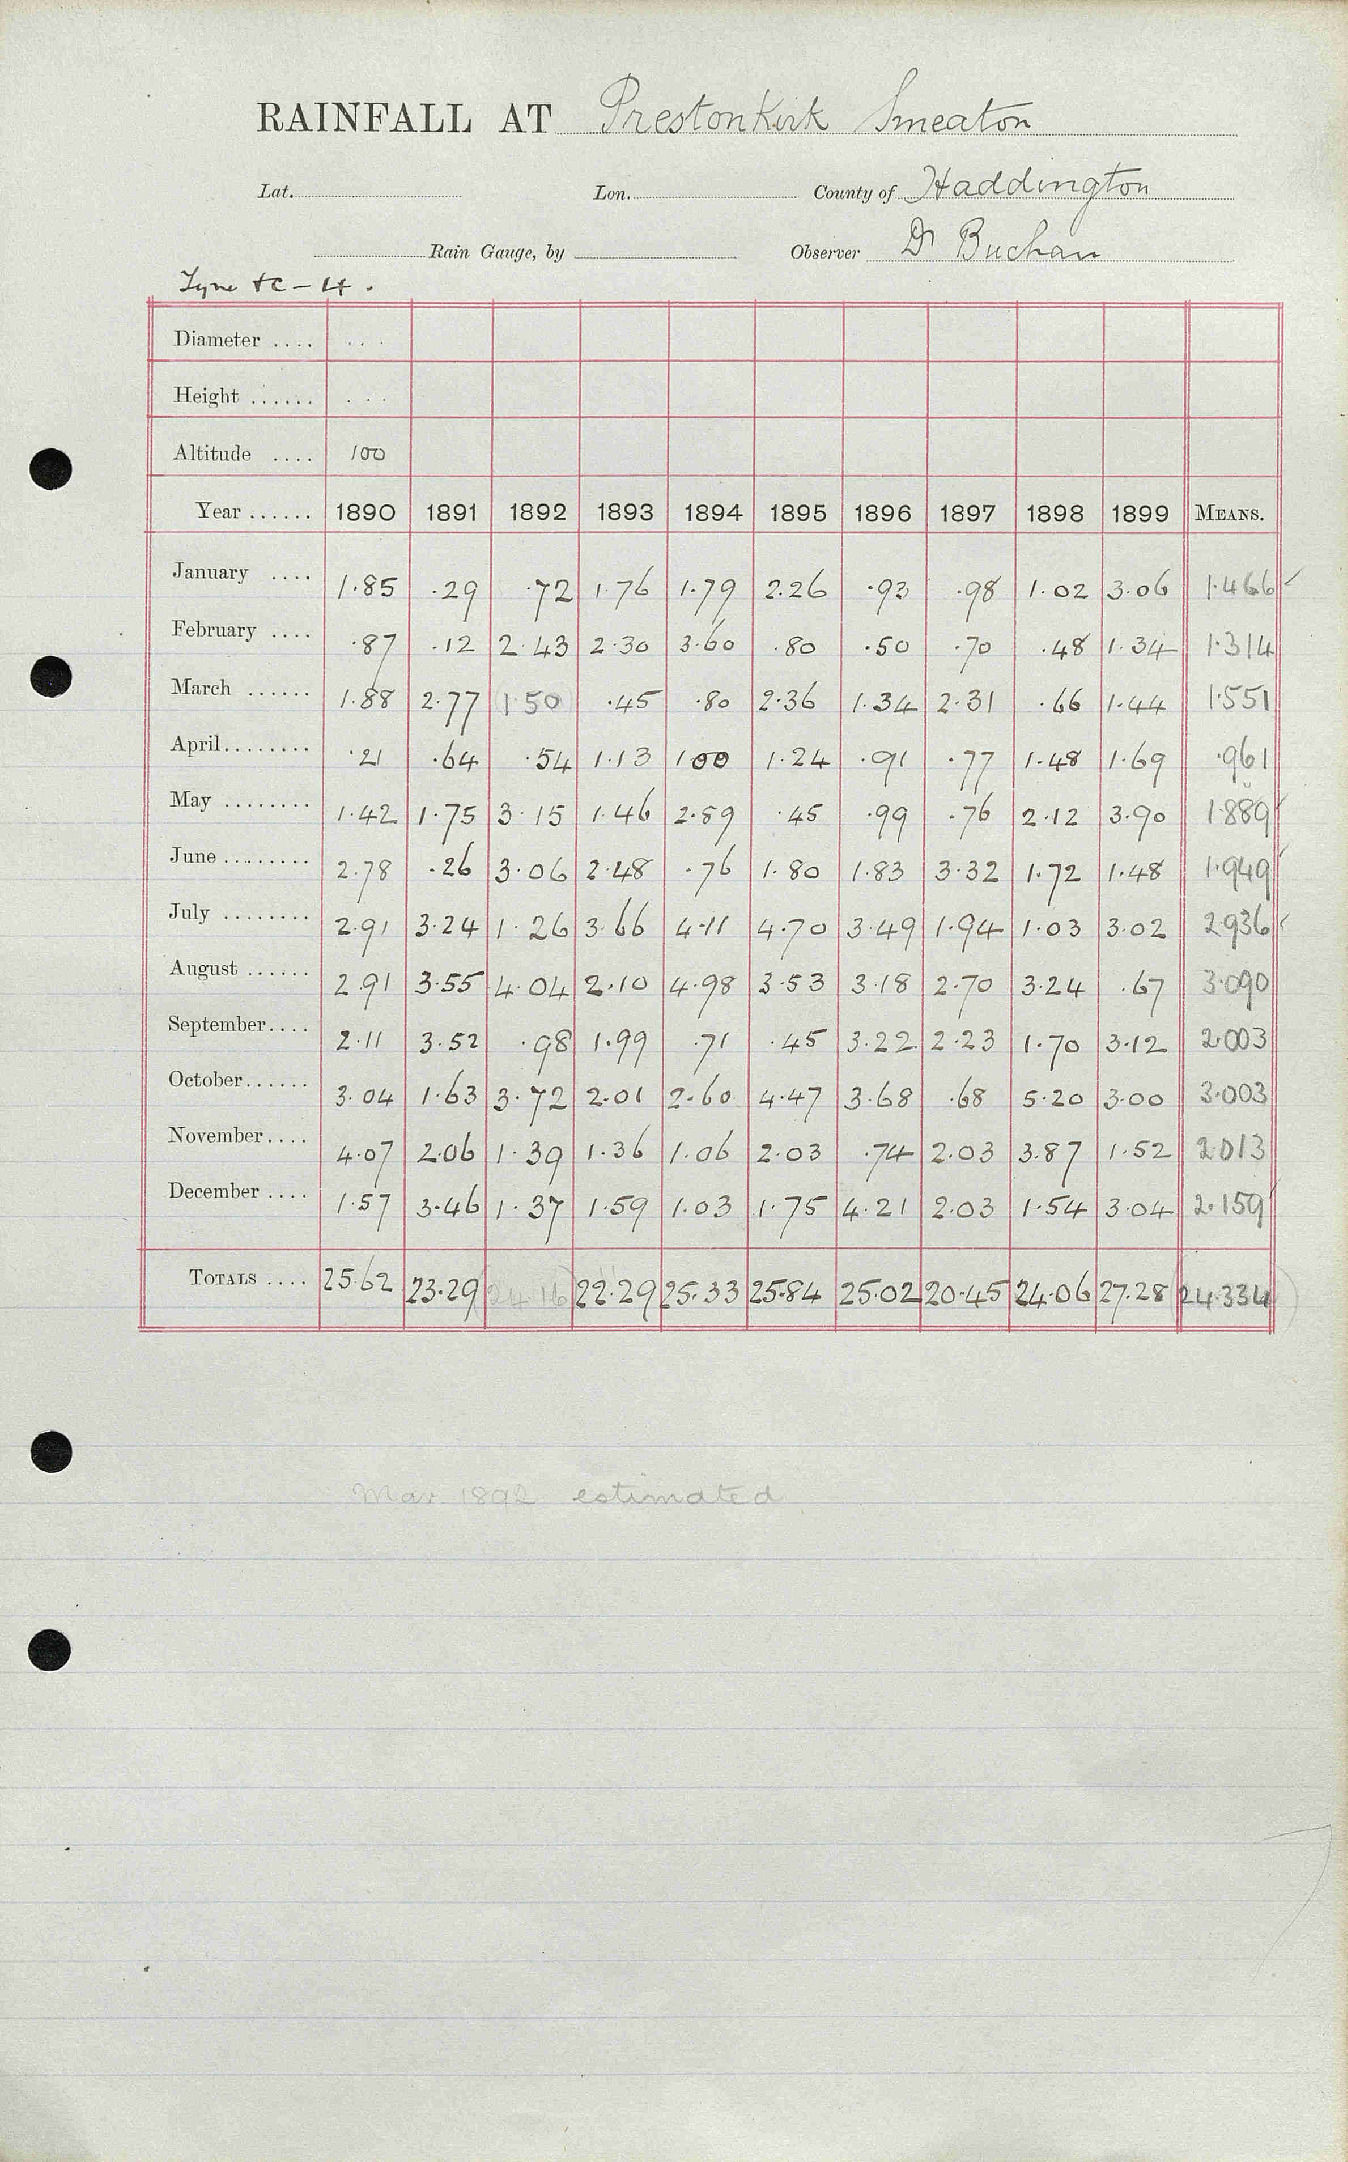 RAINFALL AT Prestonkirk Smeaton
Lat. Lon. County of Haddington
Rain Gauge, by Observer Dr Buchan
Tyne &c - 4.
Diameter .... ...
Height ...... ...
Altitude .... 100
Year ...... 1890 1891 1892 1893 1894 1895 1896 1897 1898 1899 MEANS.
January .... 1.85 .29 .72 1.76 1.79 2.26 .93 .98 1.02 3.06 1.466
February .... .87 .12 2.43 2.30 3.60 .80 .50 .70 .48 1.34 1.314
March ...... 1.88 2.77 (1.50) .45 .80 2.36 1.34 2.31 .66 1.44 1.551
April ........ .21 .64 .54 1.13 1.00 1.24 .91 .77 1.48 1.69 .961
May ........ 1.42 1.75 3.15 1.46 2.89 .45 .99 .76 2.12 3.90 1.889
June ........ 2.78 .26 3.06 2.48 .76 1.80 1.83 3.32 1.72 1.48 1.949
July ........ 2.91 3.24 1.26 3.66 4.11 4.70 3.49 1.94 1.03 3.02 2.936
August ...... 2.91 3.55 4.04 2.10 4.98 3.53 3.18 2.70 3.24 .67 3.090
September.... 2.11 3.52 .98 1.99 .71 .45 3.22 2.23 1.70 3.12 2.003
October...... 3.04 1.63 3.72 2.01 2.60 4.47 3.68 .68 5.20 3.00 3.003
November.... 4.07 2.06 1.39 1.36 1.06 2.03 .74 2.03 3.87 1.52 2.013
December .... 1.57 3.46 1.37 1.59 1.03 1.75 4.21 2.03 1.54 3.04 2.159
TOTALS .... 25.62 23.29 (24.16) 22.29 25.33 25.84 25.02 20.45 24.06 27.28 (24.334)
Mar. 1892 estimated